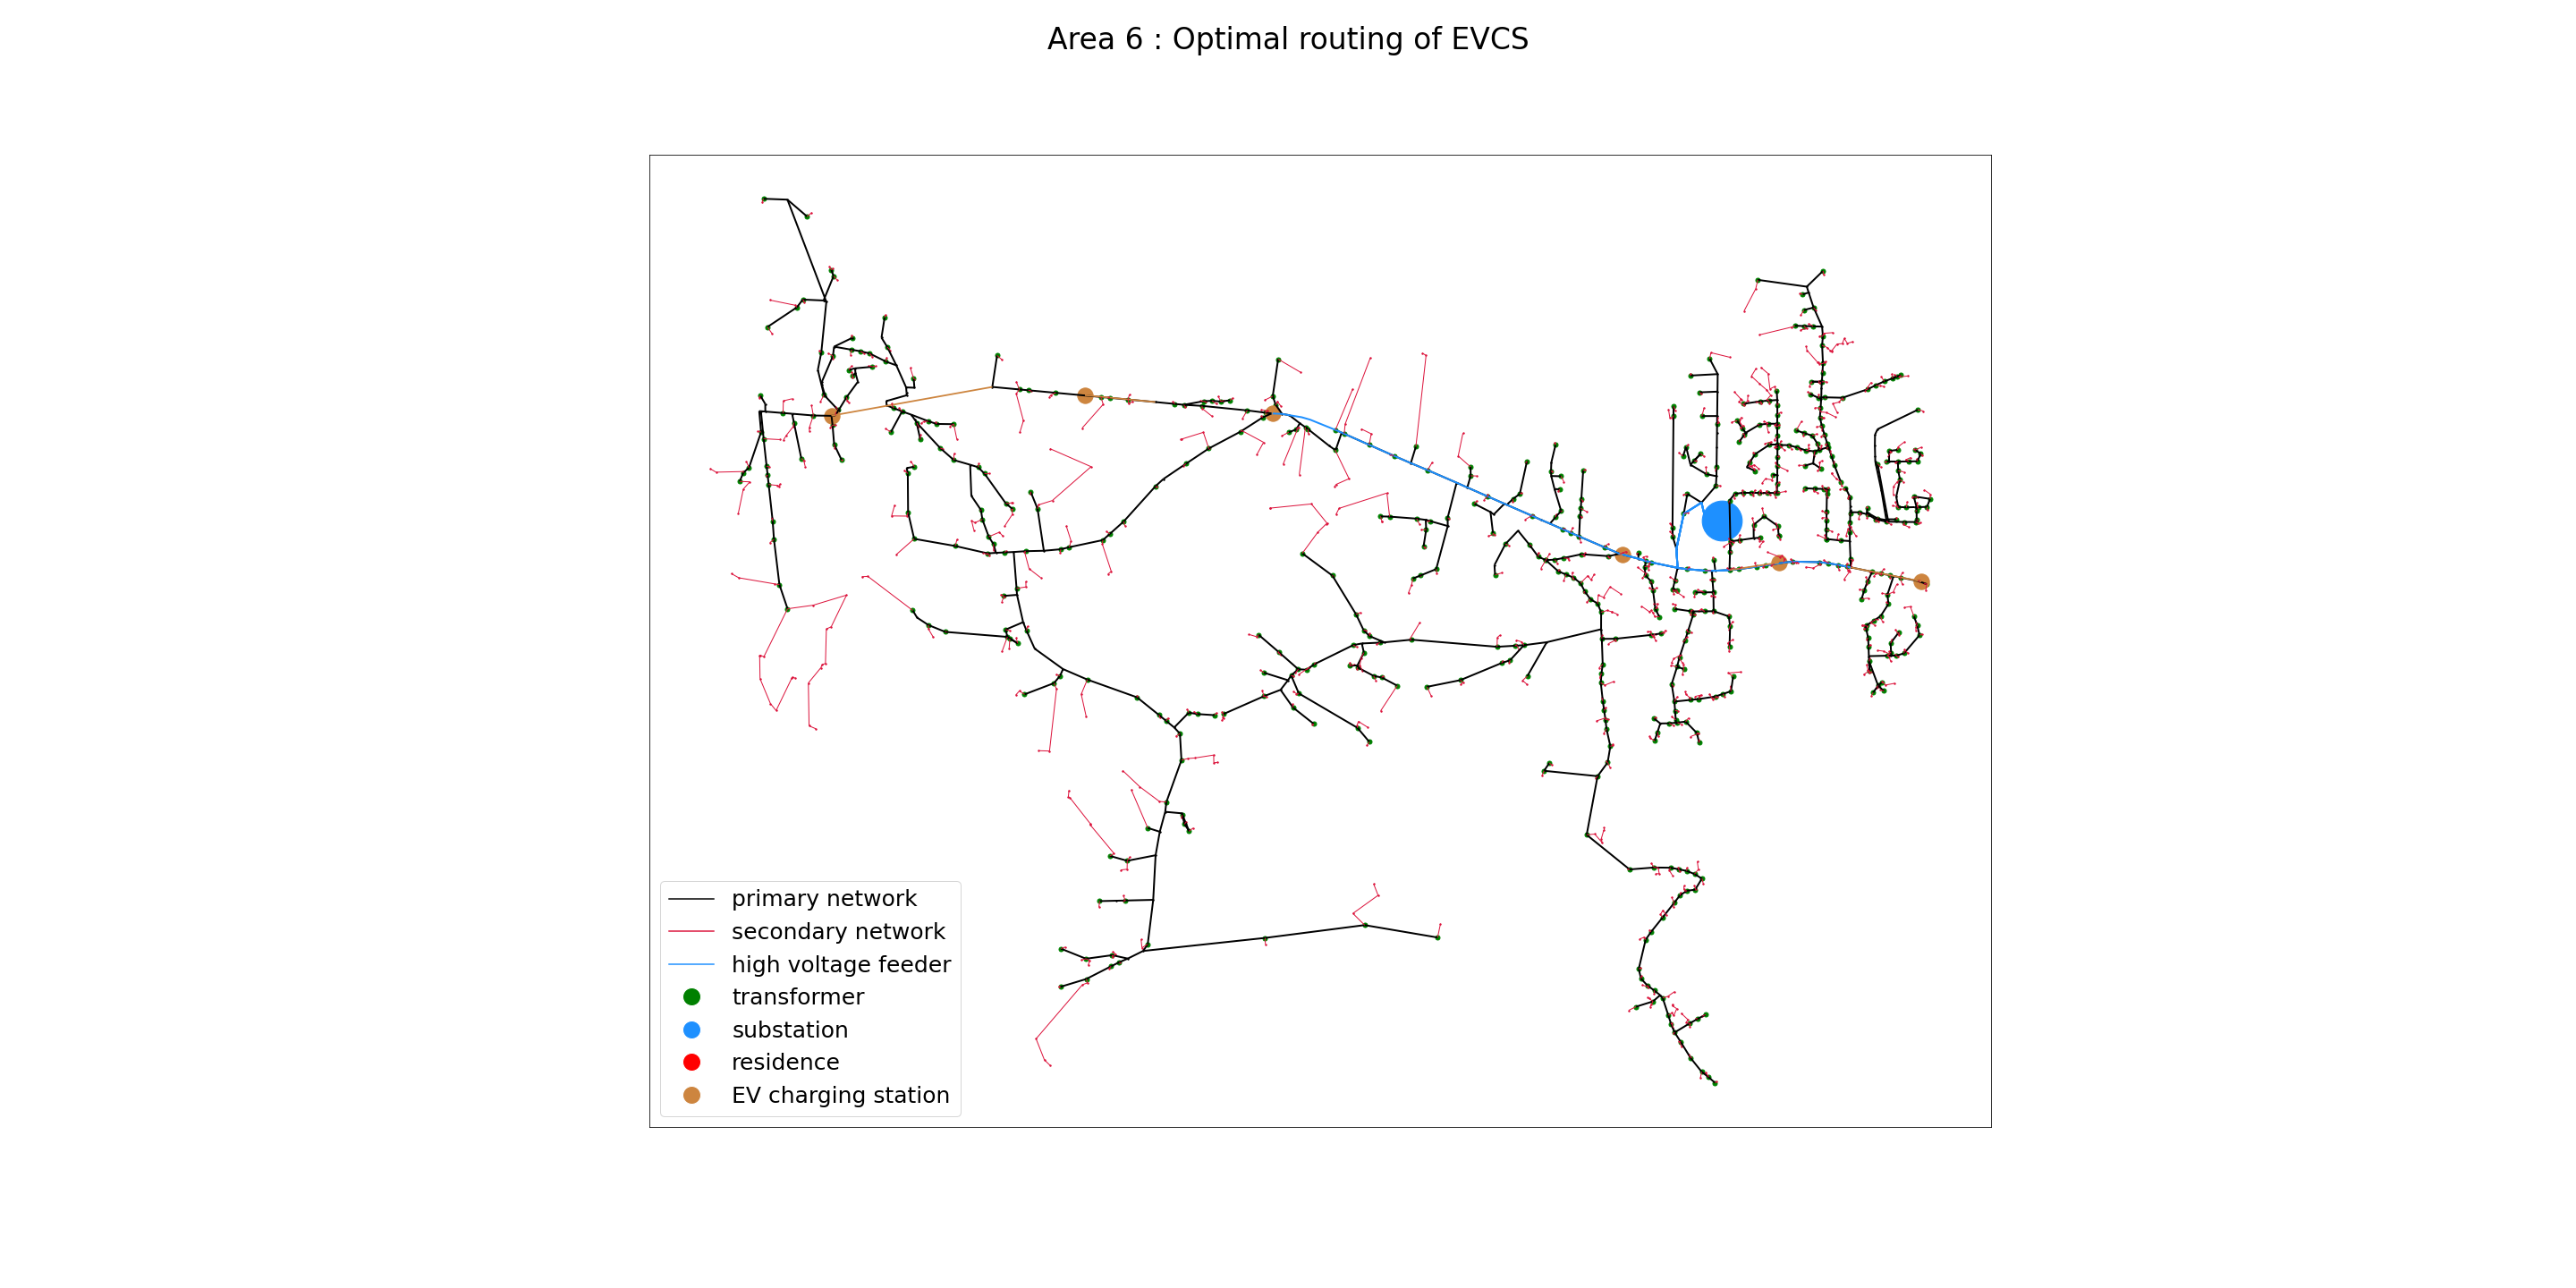 Area 6 : Optimal routing of EVCS
primary network
secondary network
high voltage feeder
transformer
substation
residence
EV charging station